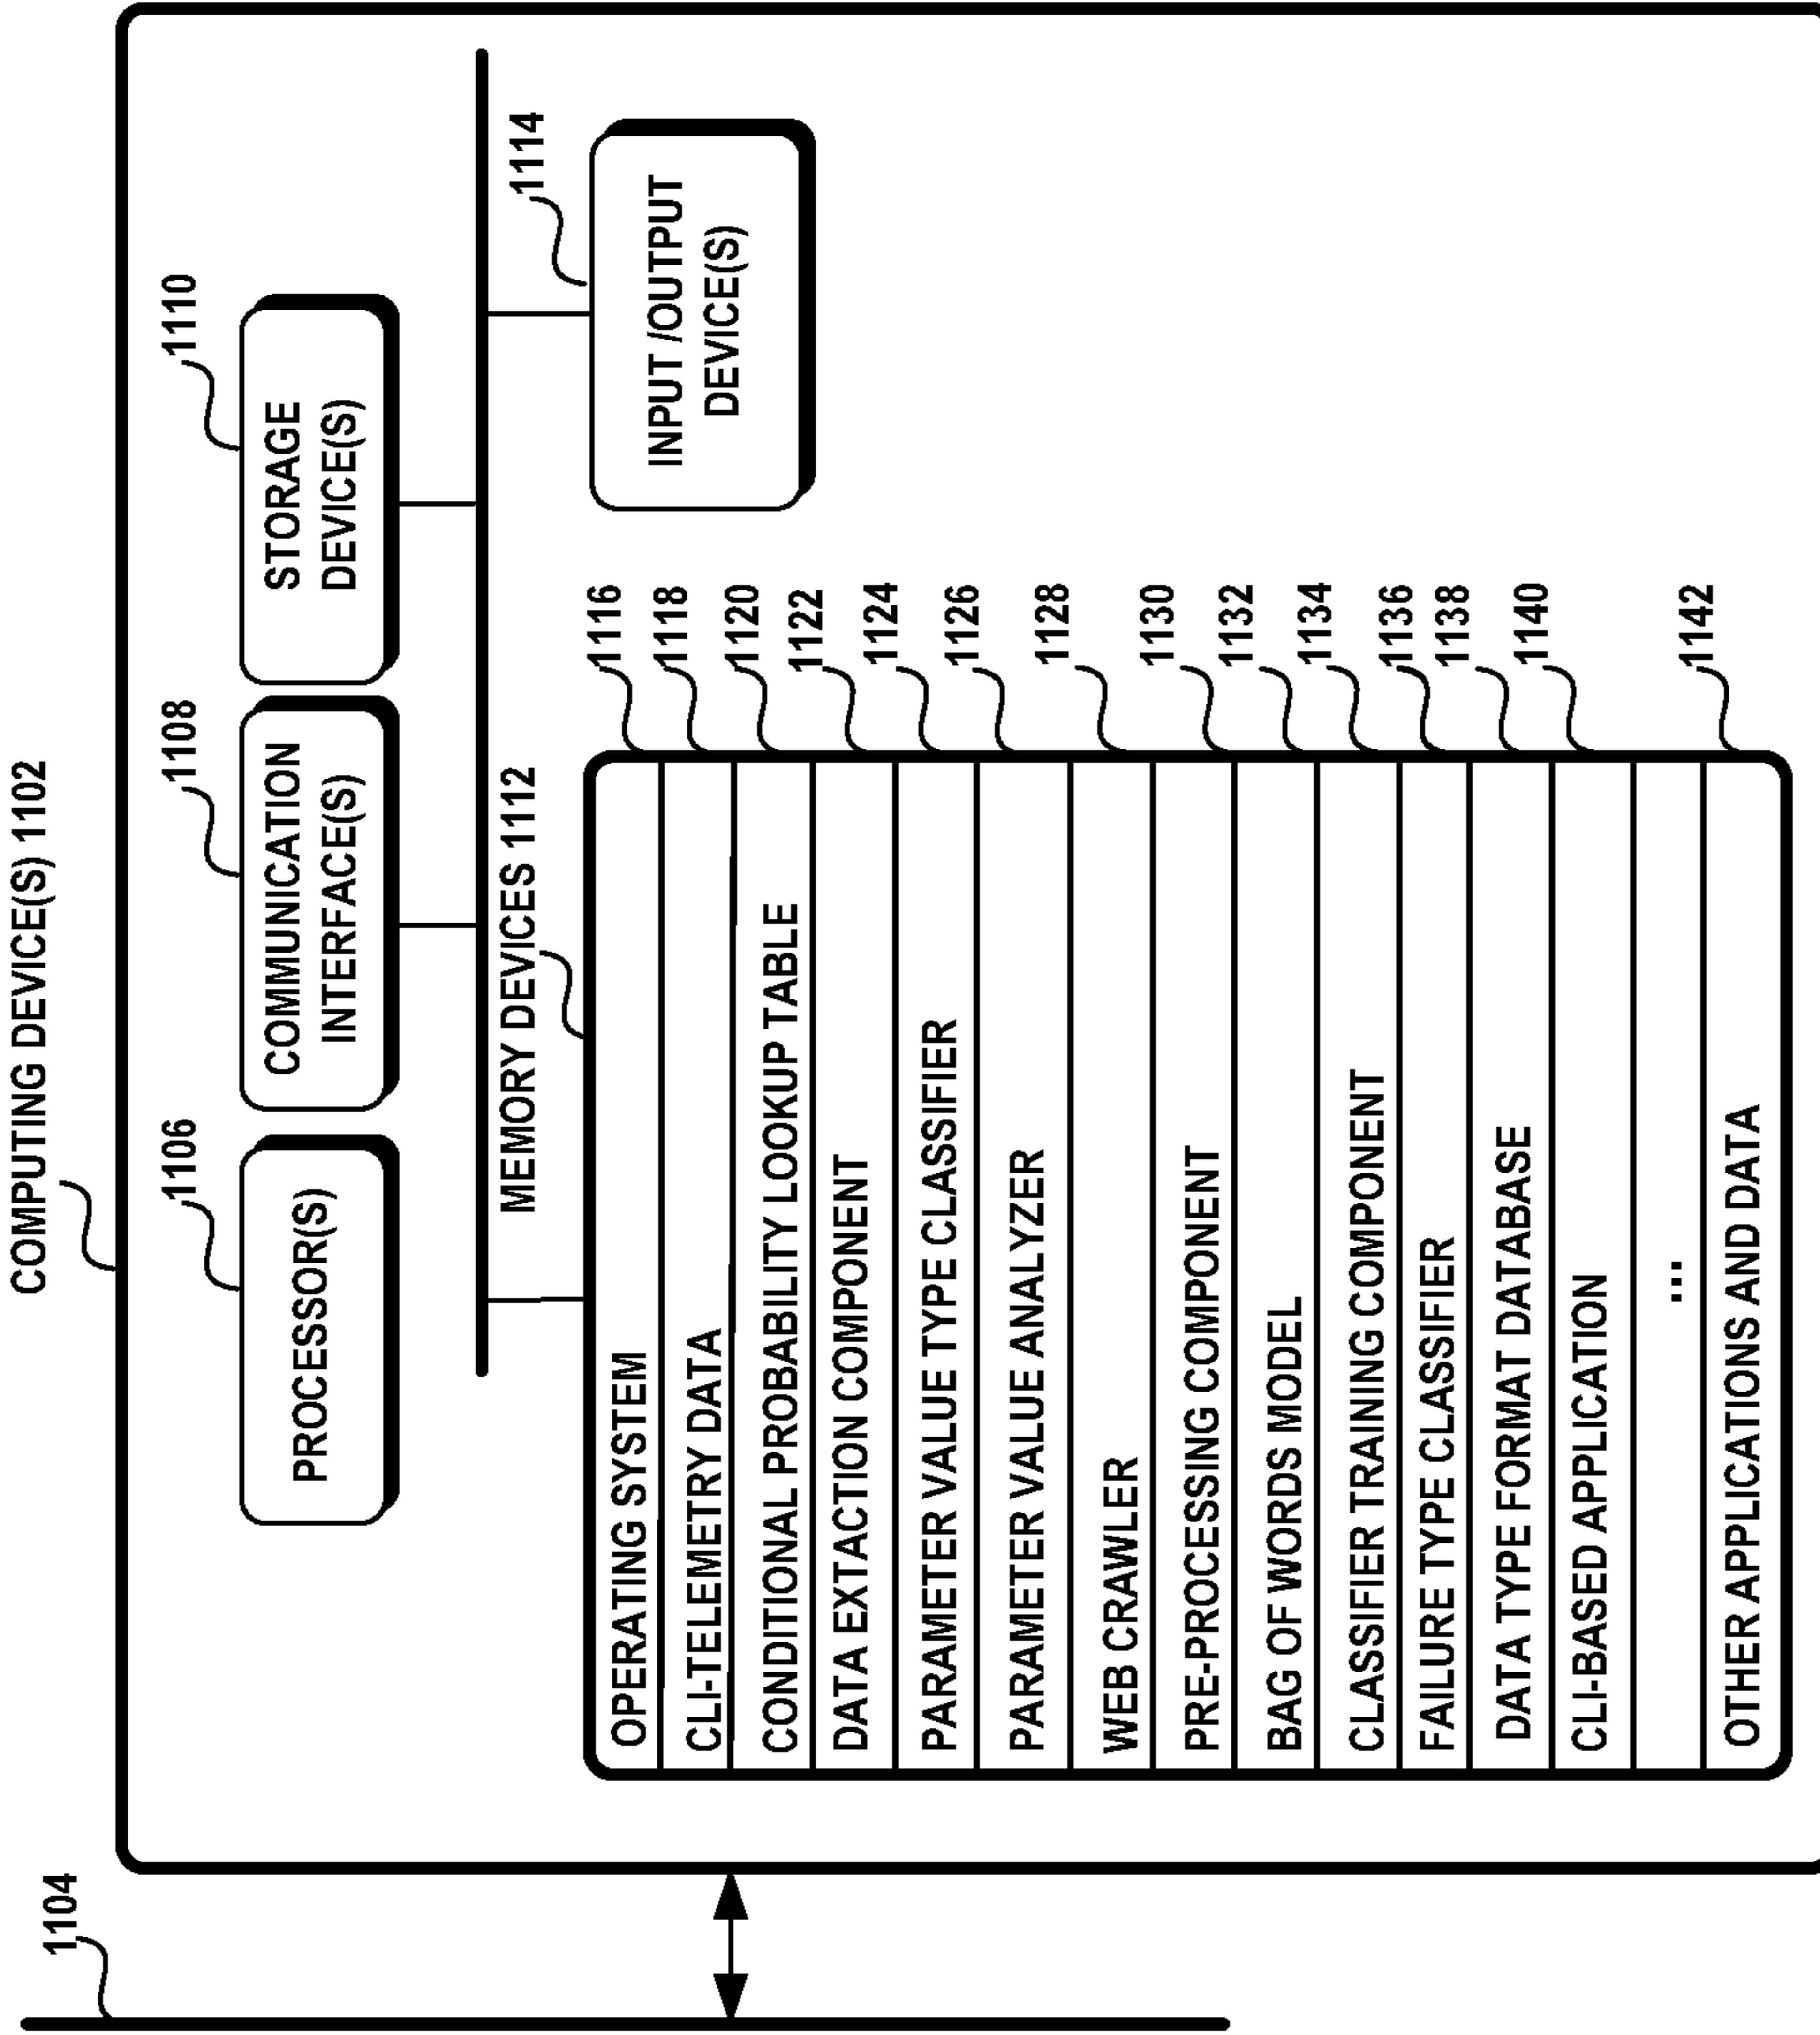 COMPUTING DEVICE(S) 1102
1104
1106
1108
1110
PROCESSOR(S)
COMMUNICATION
INTERFACE(S)
STORAGE
DEVICE(S)
MEMORY DEVICES 1112
1114
INPUT /OUTPUT
DEVICE(S)
OPERATING SYSTEM
1116
CLI-TELEMETRY DATA
1118
CONDITIONAL PROBABILITY LOOKUP TABLE
1120
DATA EXTACTION COMPONENT
1122
PARAMETER VALUE TYPE CLASSIFIER
1124
PARAMETER VALUE ANALYZER
1126
WEB CRAWLER
1128
PRE-PROCESSING COMPONENT
1130
BAG OF WORDS MODEL
1132
CLASSIFIER TRAINING COMPONENT
1134
FAILURE TYPE CLASSIFIER
1136
DATA TYPE FORMAT DATABASE
1138
CLI-BASED APPLICATION
1140
...
OTHER APPLICATIONS AND DATA
1142